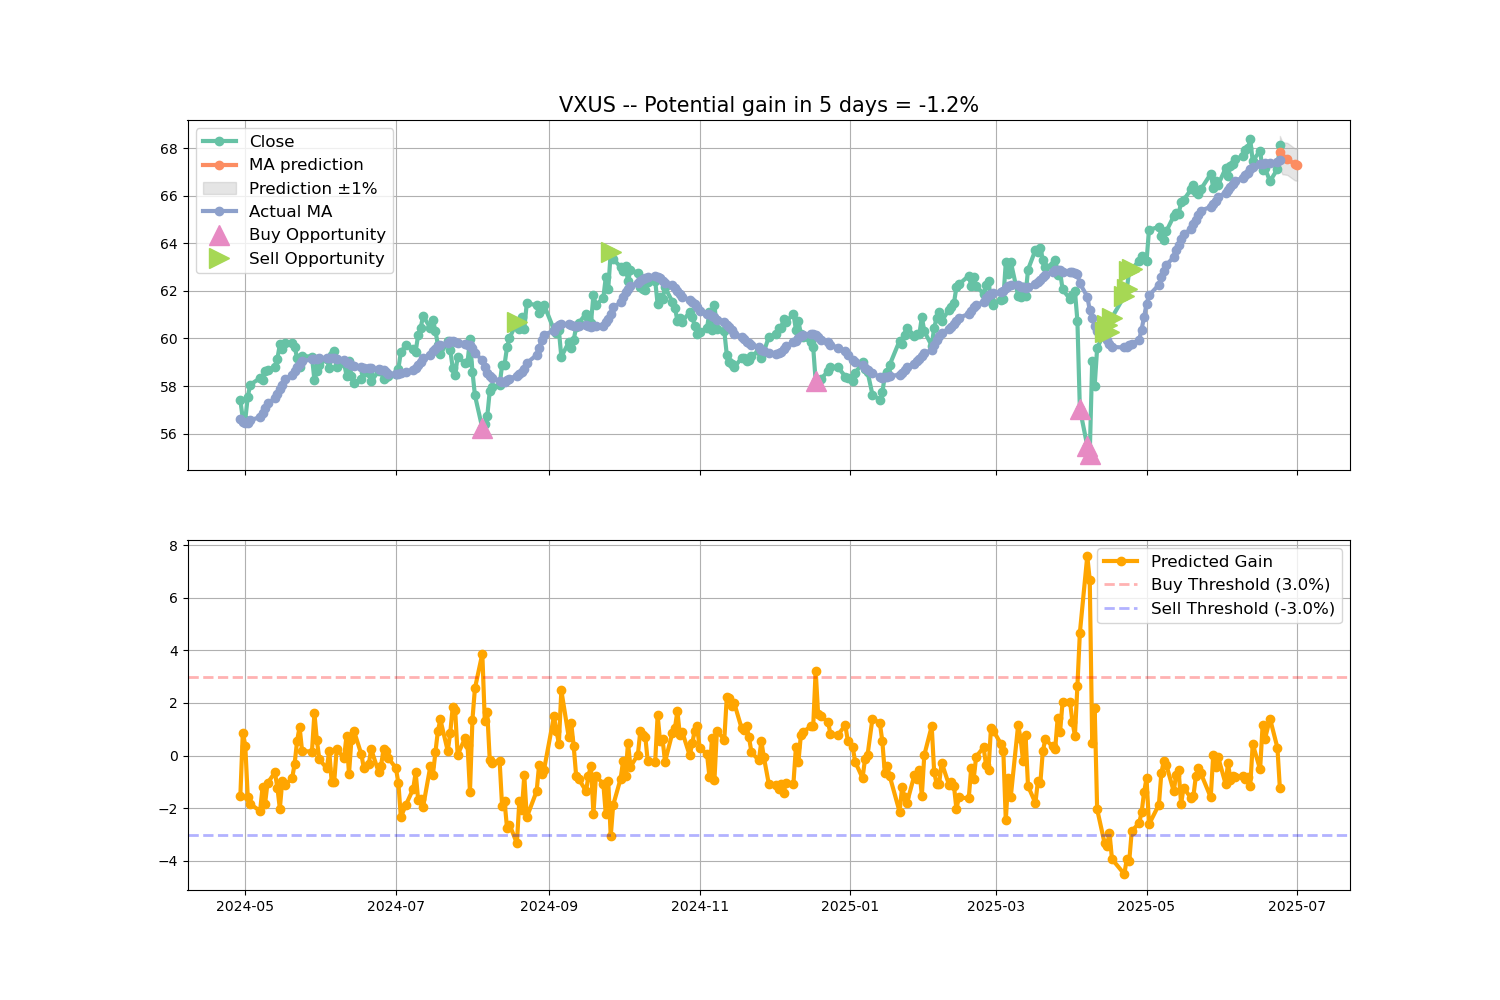 VXUS -- Potential gain in 5 days = -1.2%
Close
MA prediction
Prediction ±1%
Actual MA
Buy Opportunity
Sell Opportunity
68
66
64
62
60
58
56
8
6
4
2
0
−2
−4
Predicted Gain
Buy Threshold (3.0%)
Sell Threshold (-3.0%)
2024-05
2024-07
2024-09
2024-11
2025-01
2025-03
2025-05
2025-07